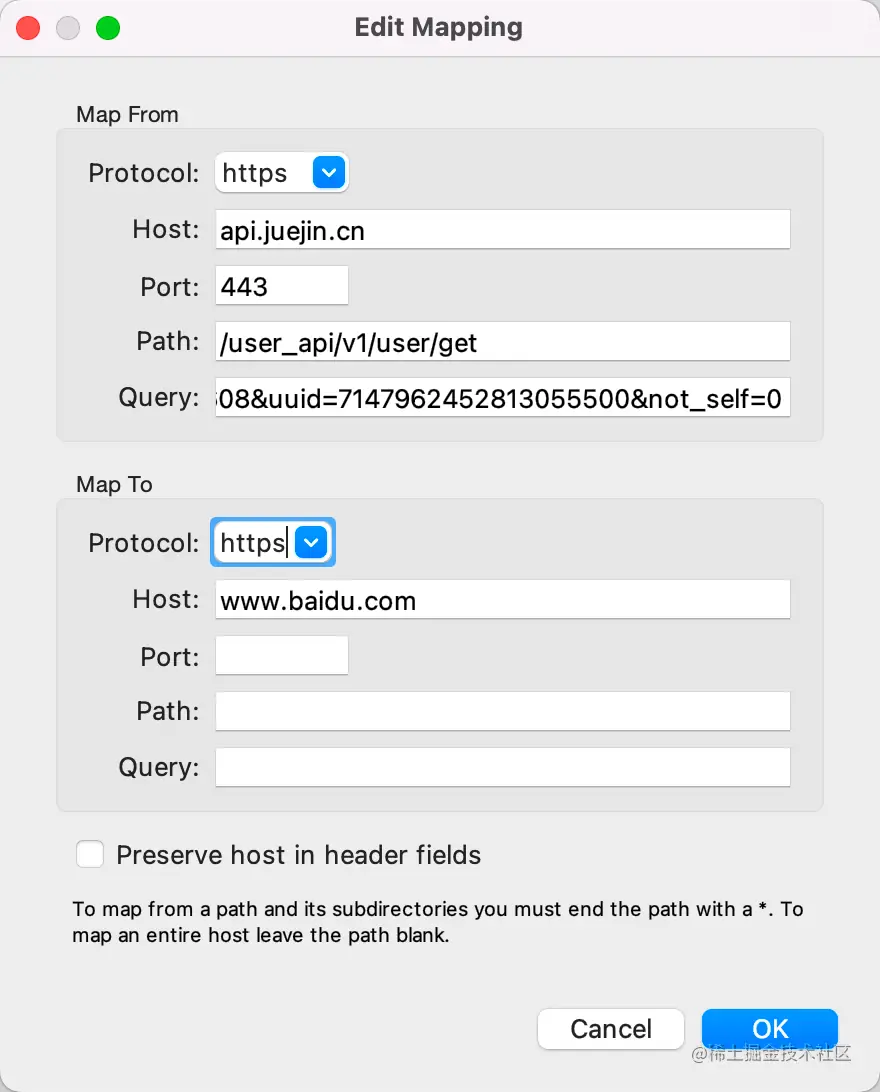 Edit Mapping
Map From
Protocol: https
Host: api.juejin.cn
Port: 443
Path: /user_api/v1/user/get
Query: 08&uuid=7147962452813055500&not_self=0
Map To
Protocol: https
Host: www.baidu.com
Port:
Path:
Query:
Preserve host in header fields
To map from a path and its subdirectories you must end the path with a *. To
map an entire host leave the path blank.
Cancel OK
@稀土掘金技术社区